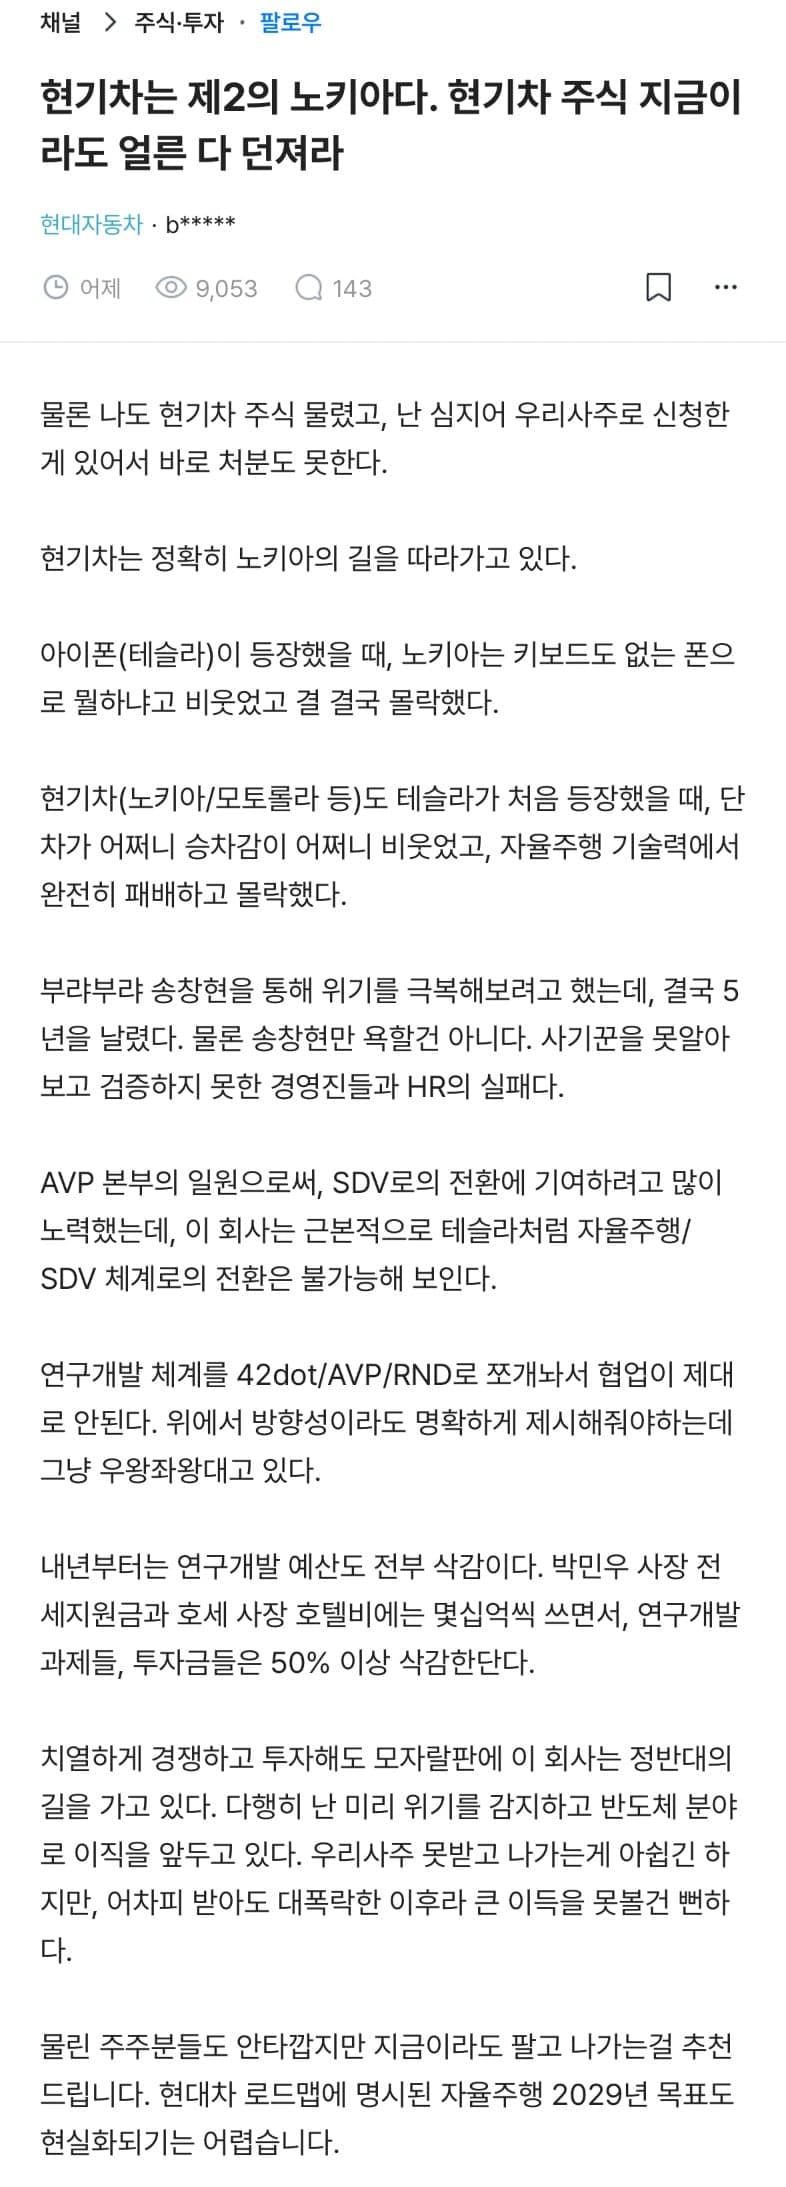 채널 > 주식·투자 · 팔로우
현기차는 제2의 노키아다. 현기차 주식 지금이
라도 얼른 다 던져라
현대자동차 · b*****
어제 9,053 143
물론 나도 현기차 주식 물렸고, 난 심지어 우리사주로 신청한
게 있어서 바로 처분도 못한다.
현기차는 정확히 노키아의 길을 따라가고 있다.
아이폰(테슬라)이 등장했을 때, 노키아는 키보드도 없는 폰으
로 뭘하냐고 비웃었고 결 결국 몰락했다.
현기차(노키아/모토롤라 등)도 테슬라가 처음 등장했을 때, 단
차가 어쩌니 승차감이 어쩌니 비웃었고, 자율주행 기술력에서
완전히 패배하고 몰락했다.
부랴부랴 송창현을 통해 위기를 극복해보려고 했는데, 결국 5
년을 날렸다. 물론 송창현만 욕할건 아니다. 사기꾼을 못알아
보고 검증하지 못한 경영진들과 HR의 실패다.
AVP 본부의 일원으로써, SDV로의 전환에 기여하려고 많이
노력했는데, 이 회사는 근본적으로 테슬라처럼 자율주행/
SDV 체계로의 전환은 불가능해 보인다.
연구개발 체계를 42dot/AVP/RND로 쪼개놔서 협업이 제대
로 안된다. 위에서 방향성이라도 명확하게 제시해줘야하는데
그냥 우왕좌왕대고 있다.
내년부터는 연구개발 예산도 전부 삭감이다. 박민우 사장 전
세지원금과 호세 사장 호텔비에는 몇십억씩 쓰면서, 연구개발
과제들, 투자금들은 50% 이상 삭감한단다.
치열하게 경쟁하고 투자해도 모자랄판에 이 회사는 정반대의
길을 가고 있다. 다행히 난 미리 위기를 감지하고 반도체 분야
로 이직을 앞두고 있다. 우리사주 못받고 나가는게 아쉽긴 하
지만, 어차피 받아도 대폭락한 이후라 큰 이득을 못볼건 뻔하
다.
물린 주주분들도 안타깝지만 지금이라도 팔고 나가는걸 추천
드립니다. 현대차 로드맵에 명시된 자율주행 2029년 목표도
현실화되기는 어렵습니다.